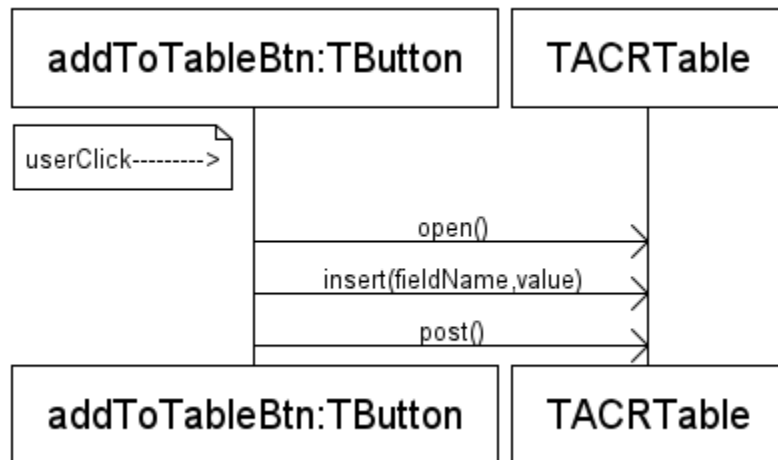 addToTableBtn:TButton
TACRTable
userClick--------->
open()
insert(fieldName,value)
post()
addToTableBtn:TButton
TACRTable